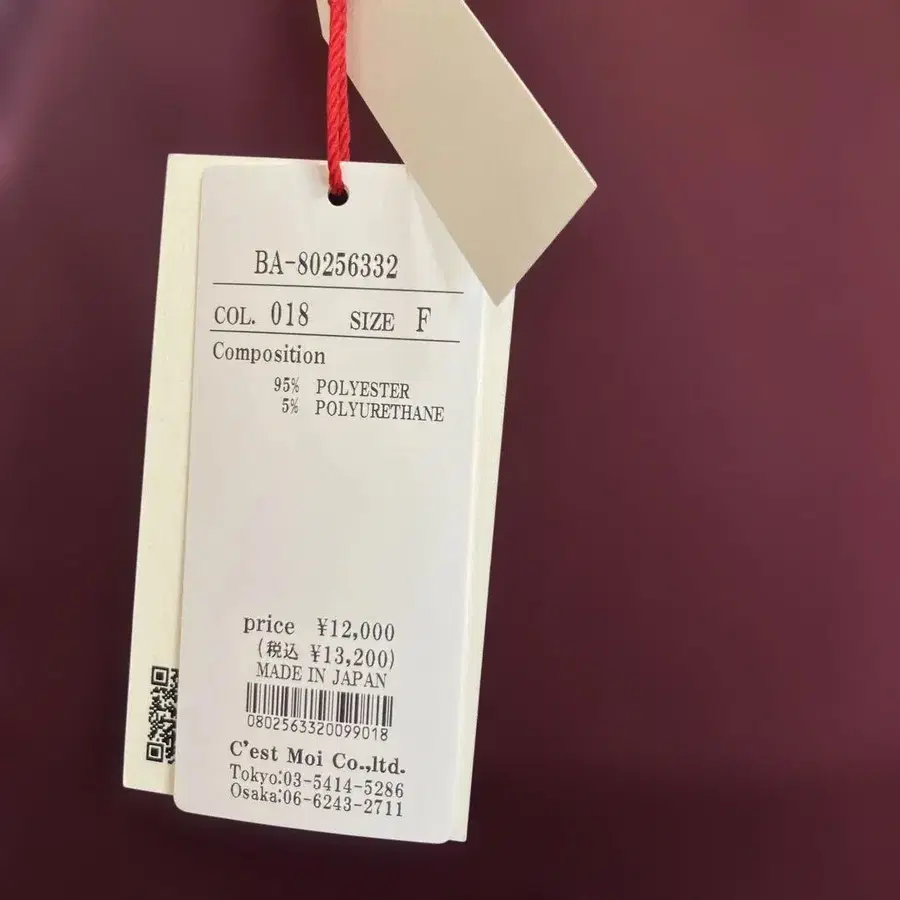 BA-80256332
COL. 018 SIZE F
Composition
95% POLYESTER
5% POLYURETHANE
price ¥12,000
(税込 ¥13,200)
MADE IN JAPAN
0802563320099018
C'est Moi Co.,ltd.
Tokyo:03-5414-5286
Osaka:06-6243-2711